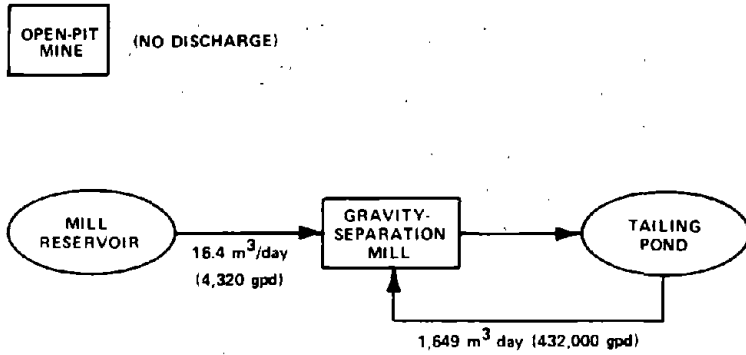 OPEN-PIT
MINE
(NO DISCHARGE)
MILL
RESERVOIR
16.4 m³/day
(4,320 gpd)
GRAVITY-
SEPARATION
MILL
TAILING
POND
1,649 m³ day (432,000 gpd)